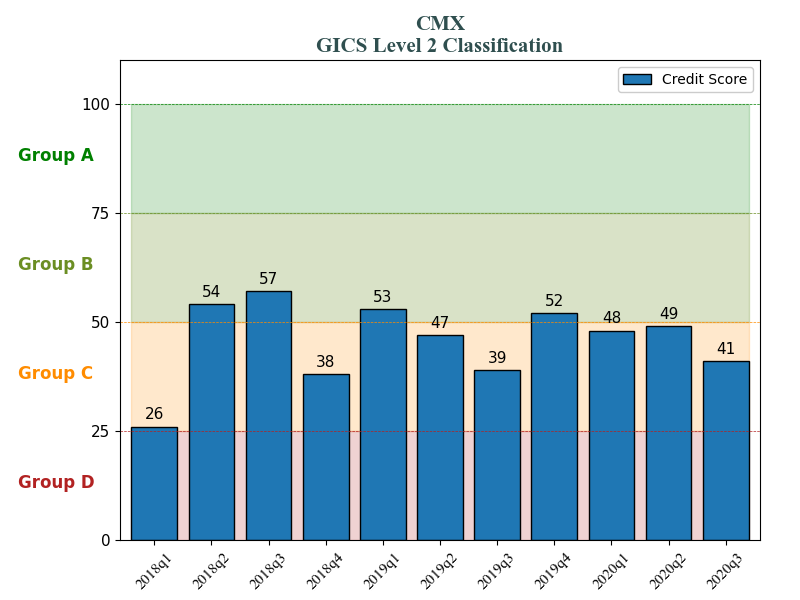 CMX
GICS Level 2 Classification
Credit Score
100
Group A
75
Group B
57
54
53
52
50
49
48
47
Group C
41
39
38
26
25
Group D
0
2018q1
2018q2
2018q3
2018q4
2019q1
2019q2
2019q3
2019q4
2020q1
2020q2
2020q3